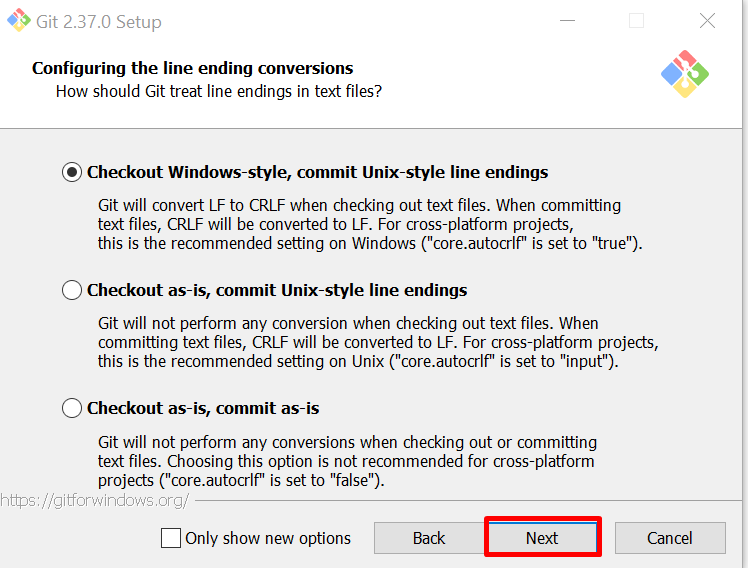 Git 2.37.0 Setup
Configuring the line ending conversions
How should Git treat line endings in text files?
Checkout Windows-style, commit Unix-style line endings
Git will convert LF to CRLF when checking out text files. When committing
text files, CRLF will be converted to LF. For cross-platform projects,
this is the recommended setting on Windows ("core.autocrlf" is set to "true").
Checkout as-is, commit Unix-style line endings
Git will not perform any conversion when checking out text files. When
committing text files, CRLF will be converted to LF. For cross-platform projects,
this is the recommended setting on Unix ("core.autocrlf" is set to "input").
Checkout as-is, commit as-is
Git will not perform any conversions when checking out or committing
text files. Choosing this option is not recommended for cross-platform
projects ("core.autocrlf" is set to "false").
https://gitforwindows.org/
Only show new options
Back
Next
Cancel